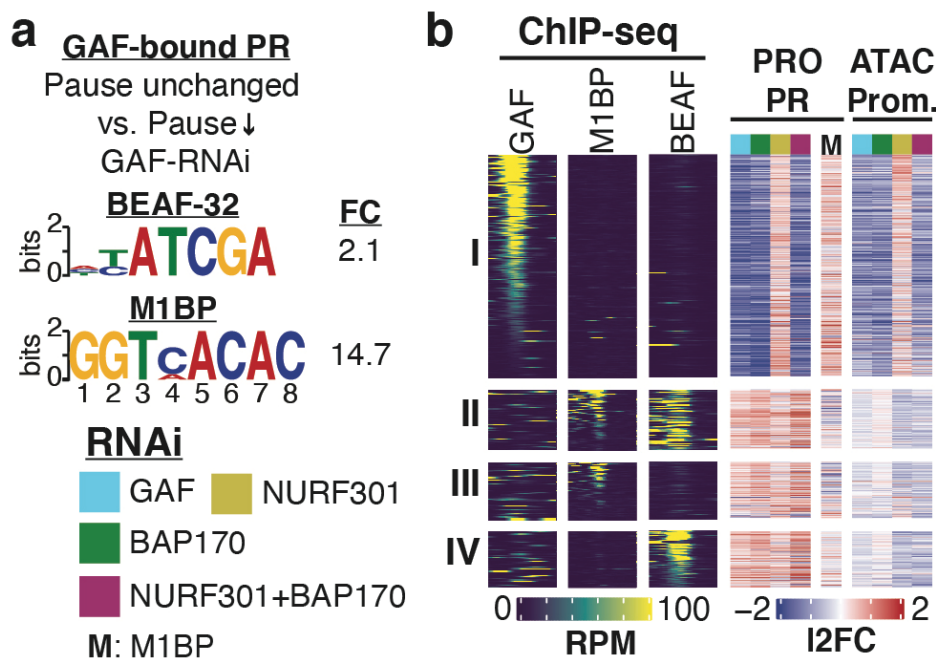 a
GAF-bound PR
Pause unchanged
vs. Pause↓
GAF-RNAi
BEAF-32
FC
bits
2
0
TATCGA
C
2.1
M1BP
bits
2
0
GGTCACAC
14.7
1 2 3 4 5 6 7 8
RNAi
GAF
NURF301
BAP170
NURF301+BAP170
M: M1BP
b
ChIP-seq
PRO
PR
ATAC
Prom.
GAF
M1BP
BEAF
M
I
II
III
IV
0
100
RPM
−2
2
l2FC